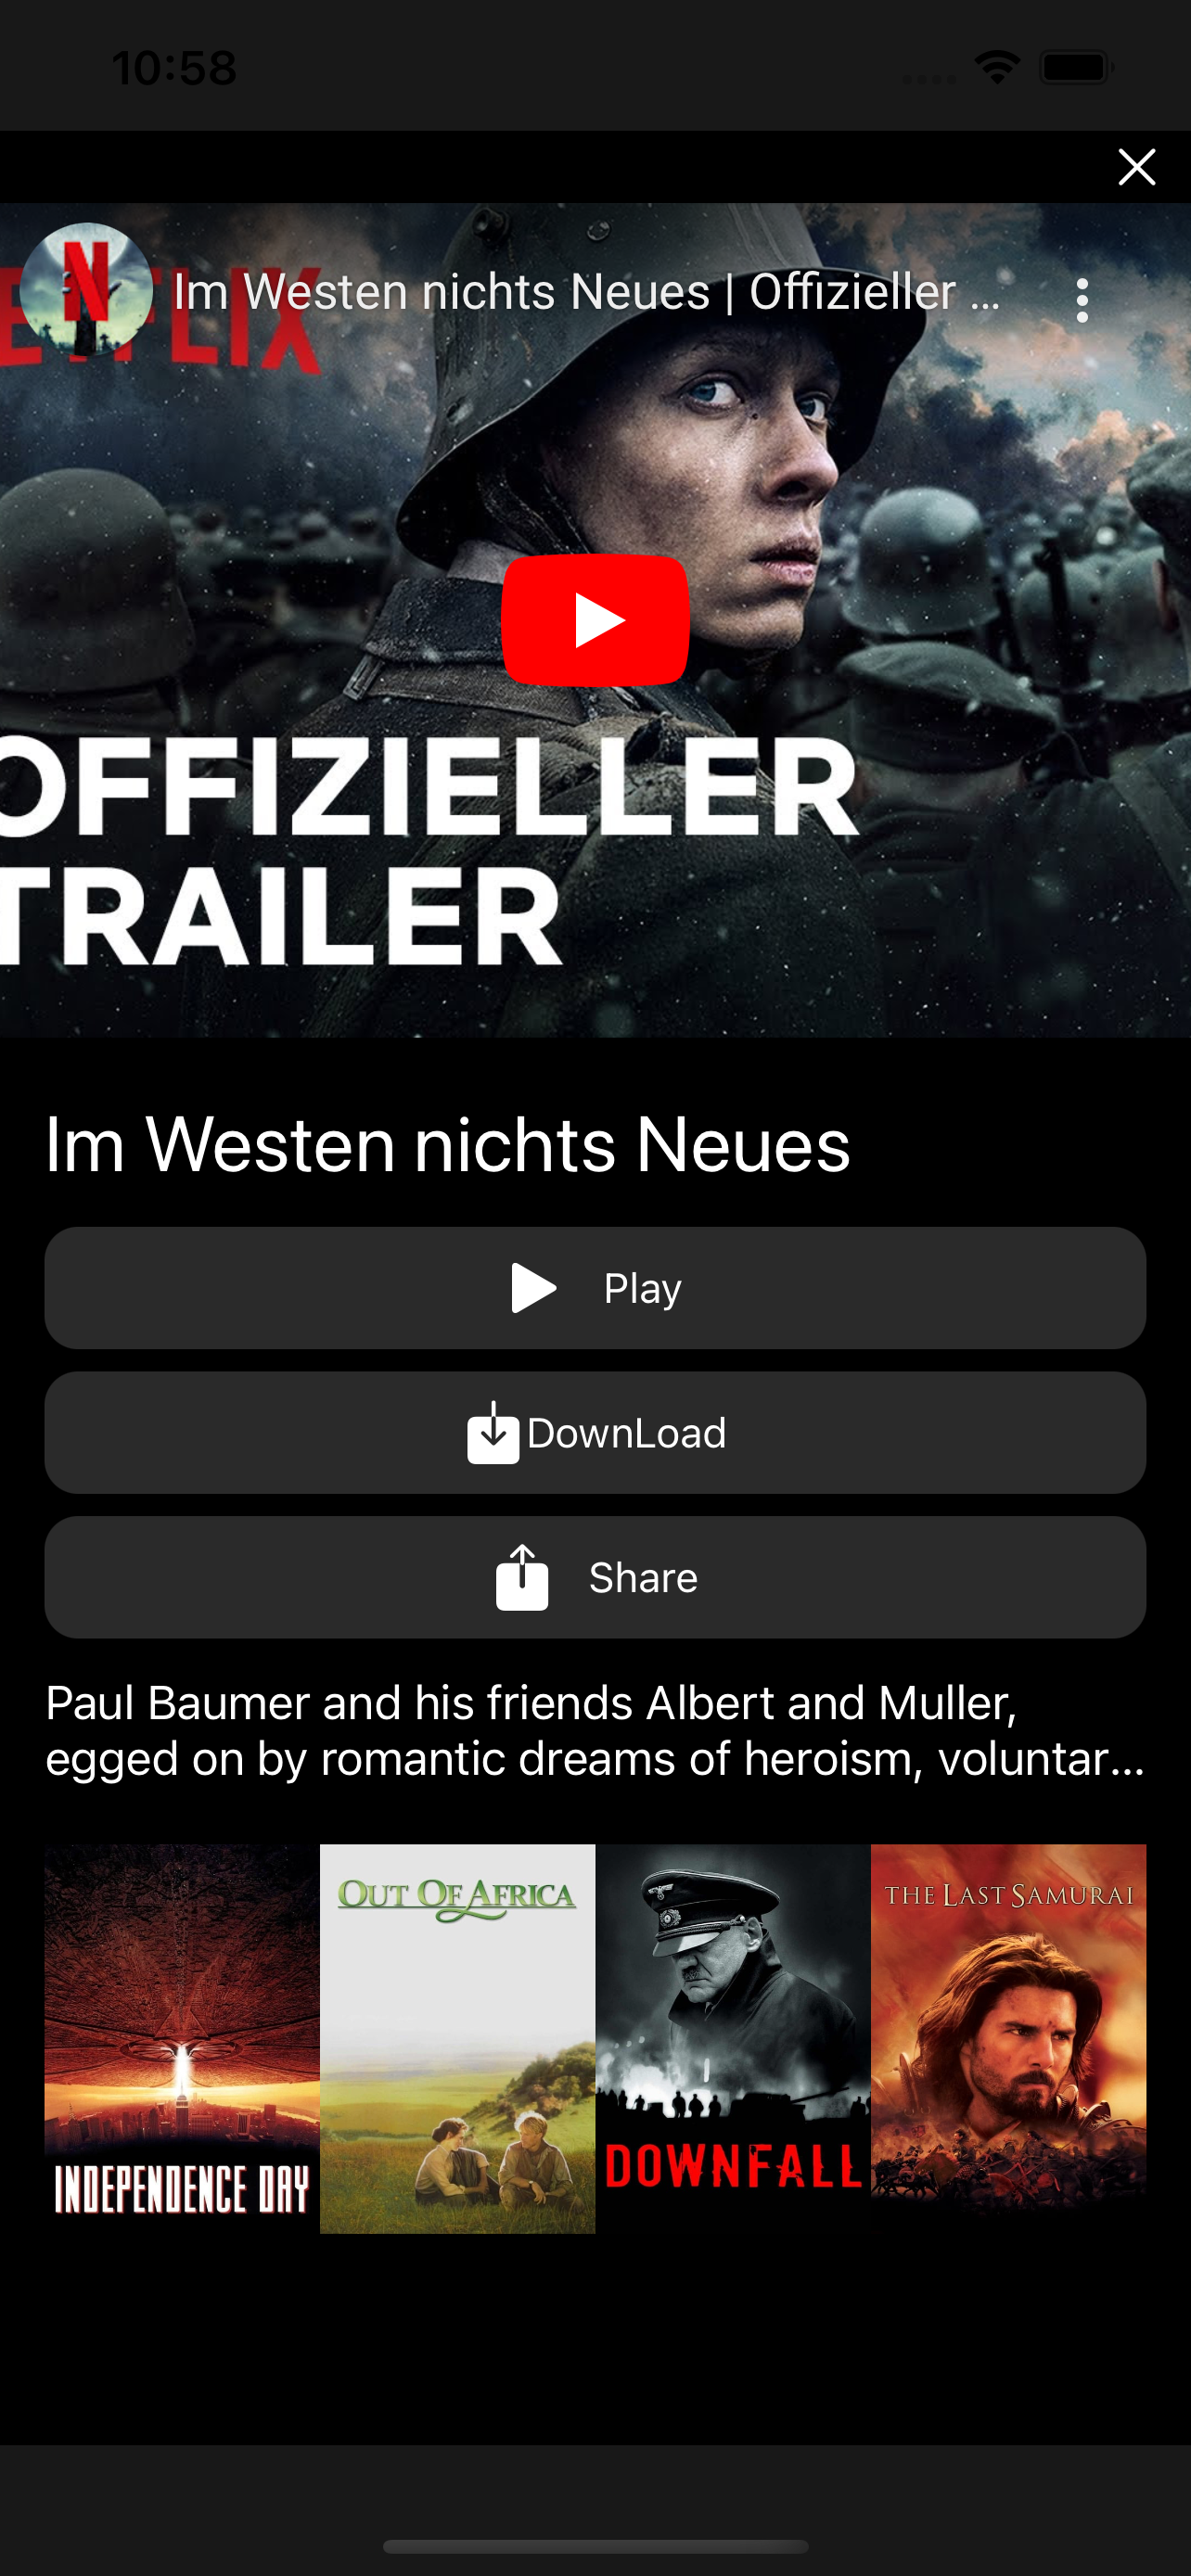 10:58
NETFLIX
Im Westen nichts Neues | Offizieller ...
OFFIZIELLER
TRAILER
Im Westen nichts Neues
Play
DownLoad
Share
Paul Baumer and his friends Albert and Muller,
egged on by romantic dreams of heroism, voluntar...
INDEPENDENCE DAY
OUT OF AFRICA
DOWNFALL
THE LAST SAMURAI